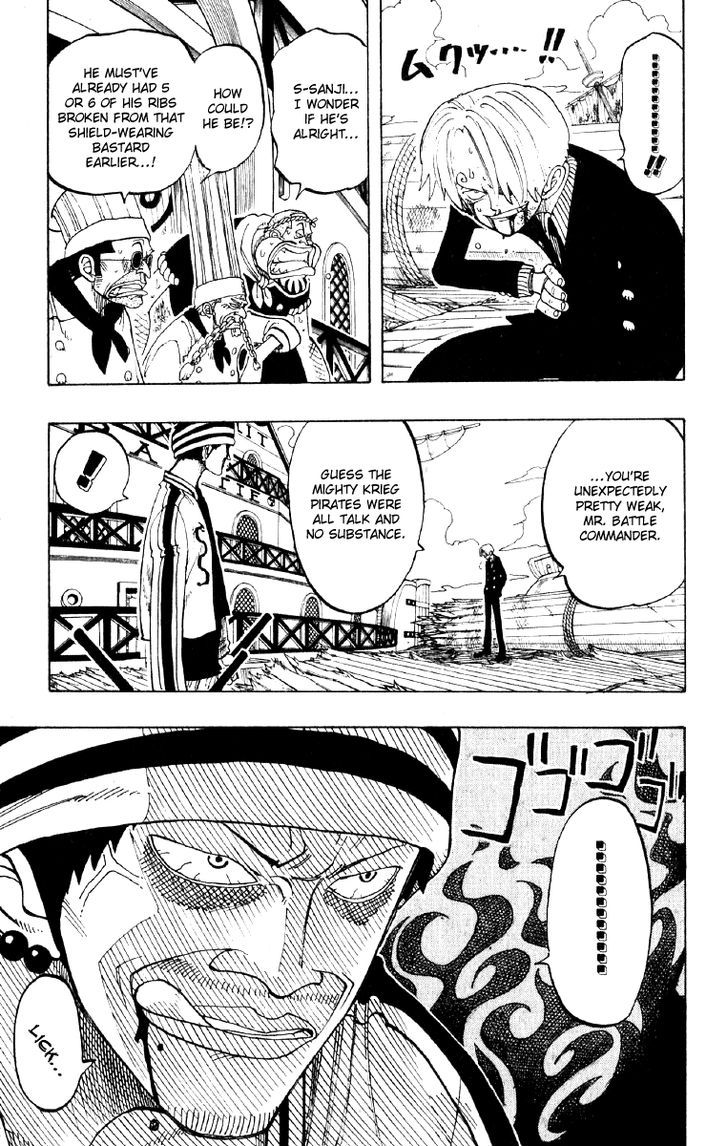 ムクッ……!!
‼
S-SANJI...
I WONDER
IF HE'S
ALRIGHT...
HOW
COULD
HE BE!?
HE MUST'VE
ALREADY HAD 5
OR 6 OF HIS RIBS
BROKEN FROM THAT
SHIELD-WEARING
BASTARD
EARLIER...!
...YOU'RE
UNEXPECTEDLY
PRETTY WEAK,
MR. BATTLE
COMMANDER.
GUESS THE
MIGHTY KRIEG
PIRATES WERE
ALL TALK AND
NO SUBSTANCE.
!
ゴゴゴゴ
LICK...